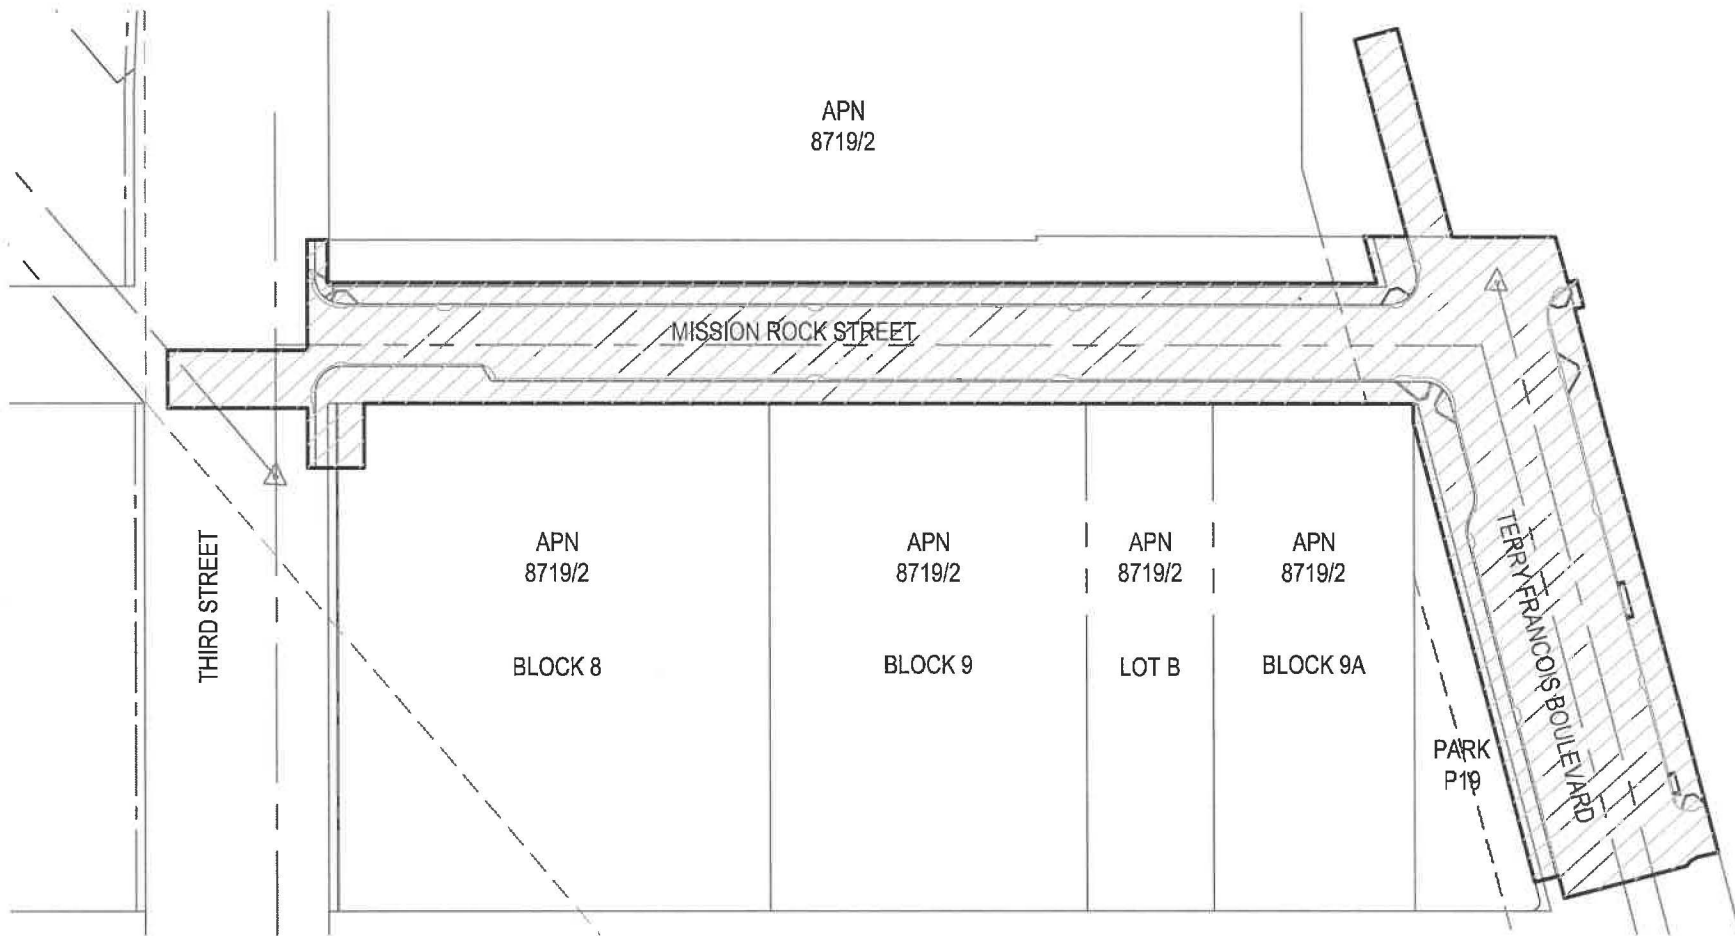 APN
8719/2
MISSION ROCK STREET
THIRD STREET
APN
8719/2
BLOCK 8
APN
8719/2
BLOCK 9
APN
8719/2
LOT B
APN
8719/2
BLOCK 9A
PARK
P19
TERRY FRANCOIS BOULEVARD